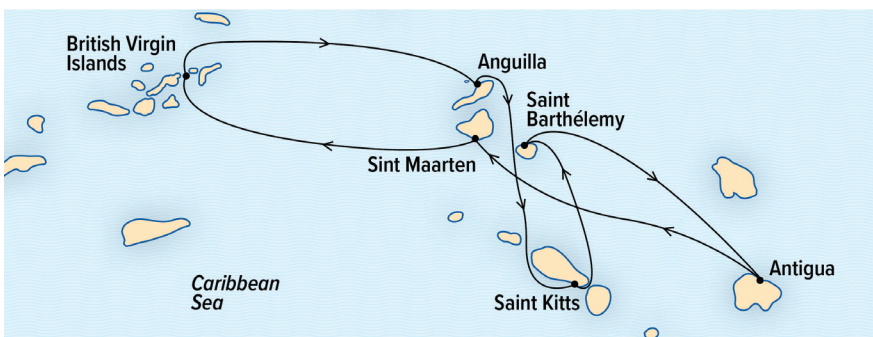 British Virgin
Islands
Anguilla
Saint
Barthélemy
Sint Maarten
Antigua
Caribbean
Sea
Saint Kitts